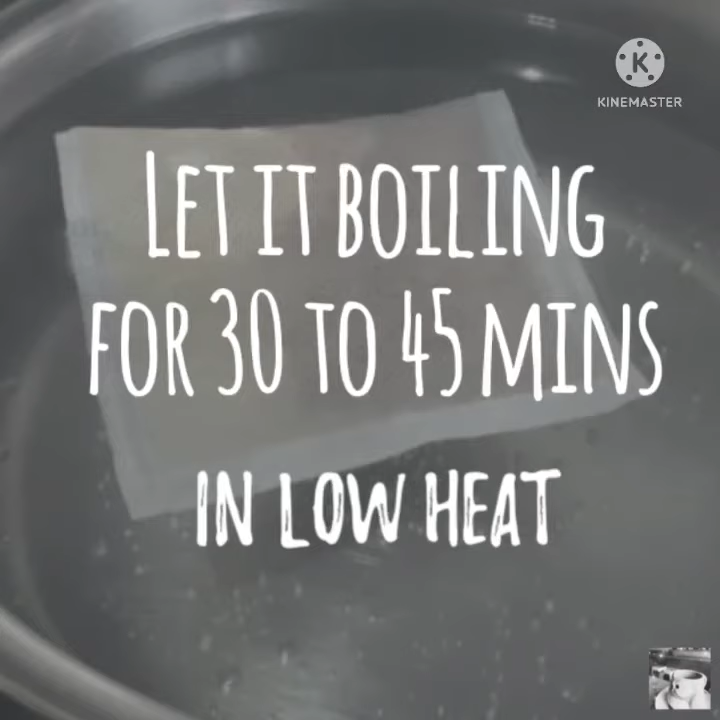 KINEMASTER
LET IT BOILING
FOR 30 TO 45 MINS
IN LOW HEAT